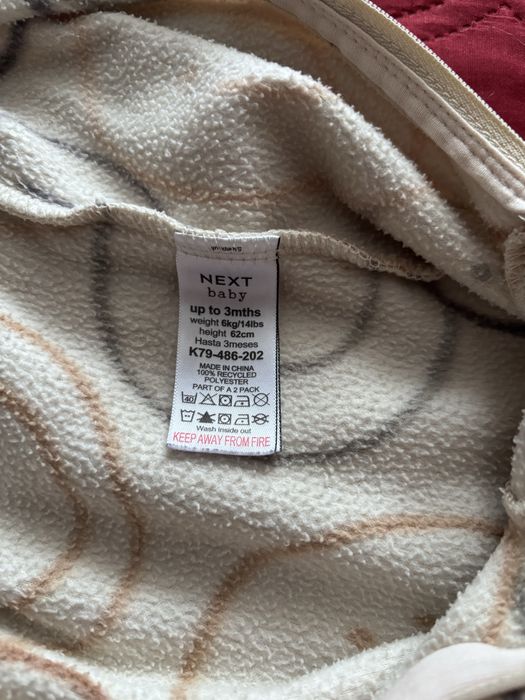 NEXT
baby
up to 3mths
weight 6kg/14lbs
height 62cm
Hasta 3meses
K79-486-202
MADE IN CHINA
100% RECYCLED
POLYESTER
PART OF A 2 PACK
40
Wash inside out
KEEP AWAY FROM FIRE